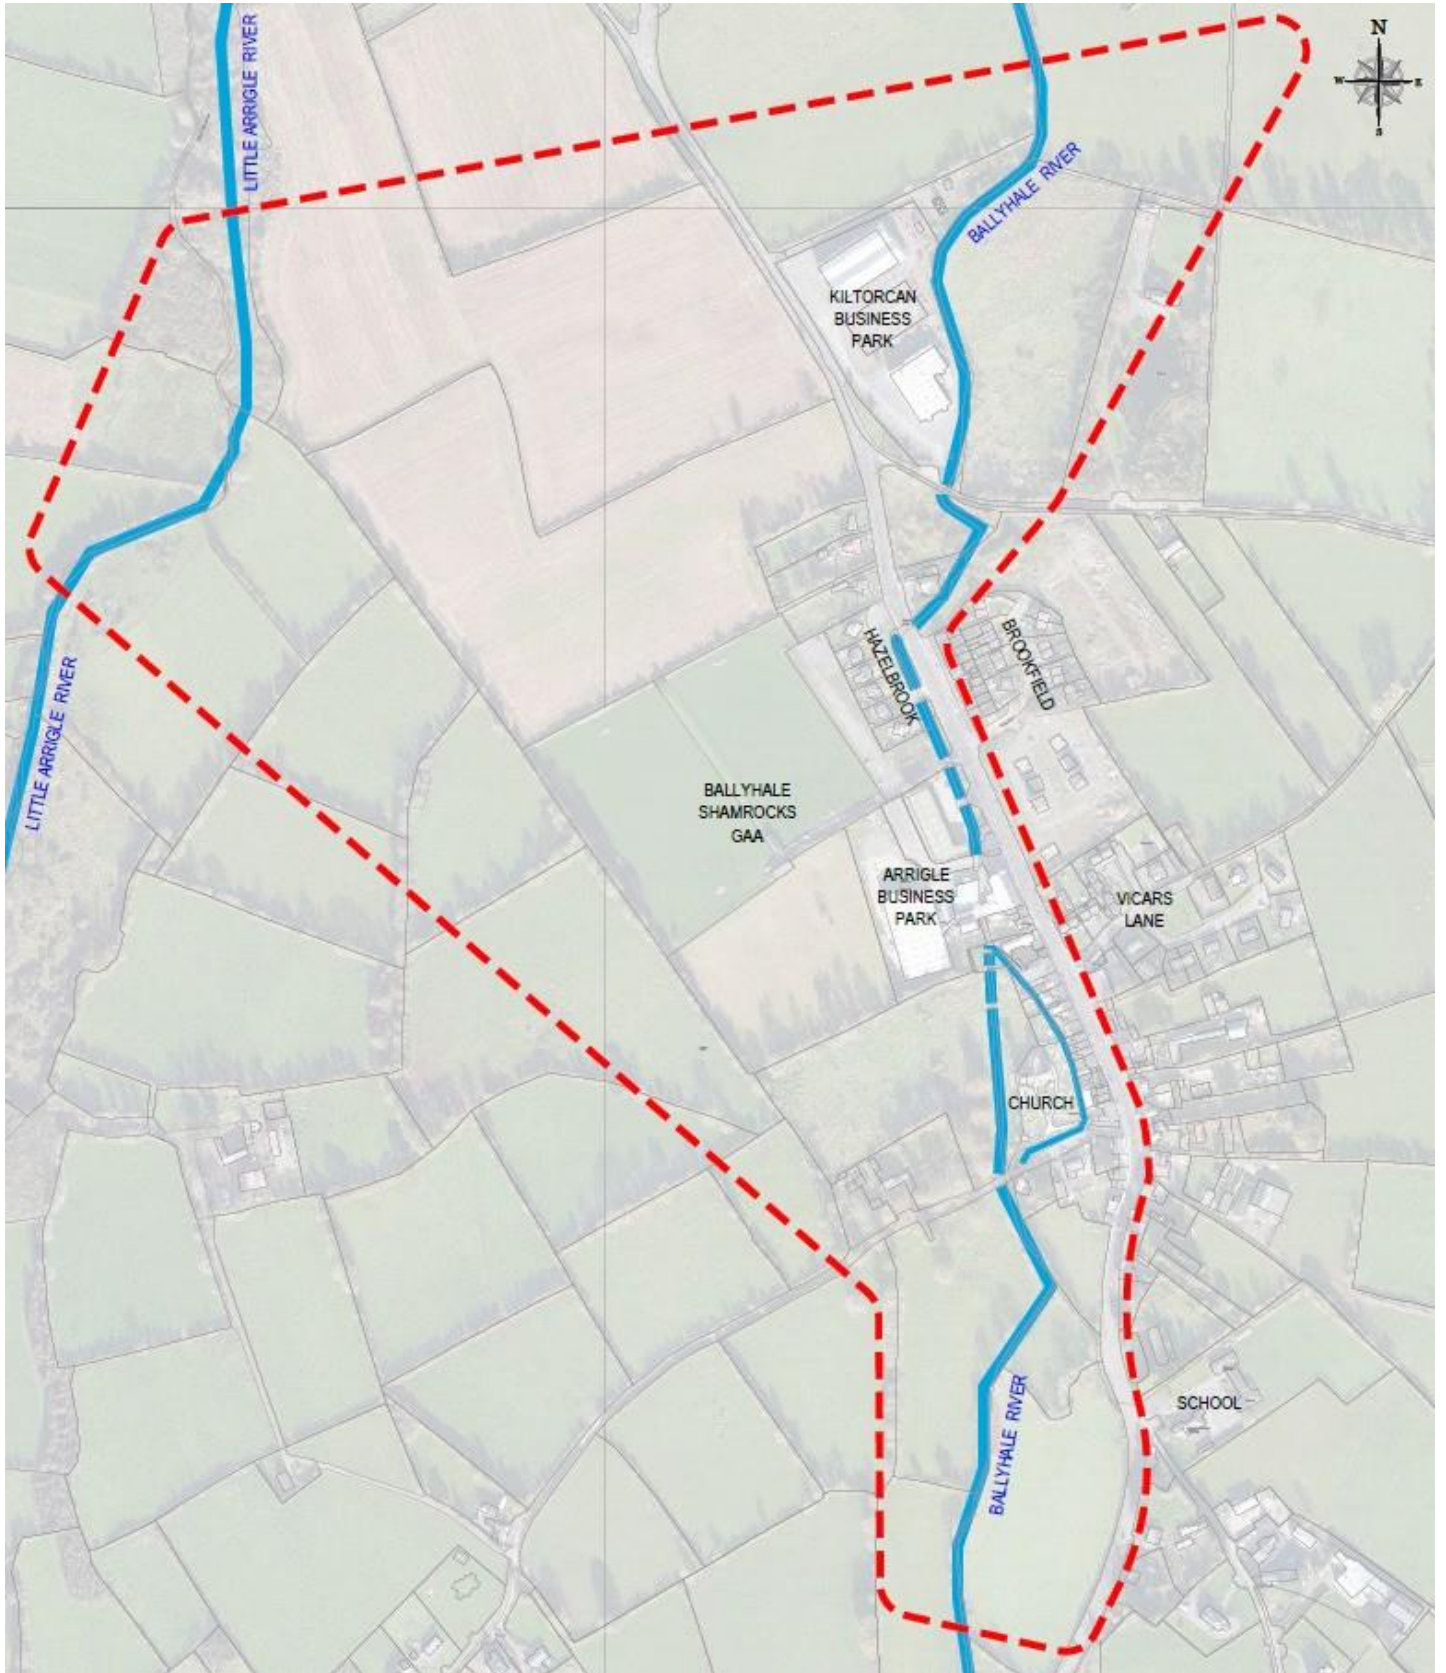 LITTLE ARRIGLE RIVER
N
W
E
S
BALLYHALE RIVER
KILTORCAN
BUSINESS
PARK
HAZELBROOK
BROOKFIELD
LITTLE ARRIGLE RIVER
BALLYHALE
SHAMROCKS
GAA
ARRIGLE
BUSINESS
PARK
VICARS
LANE
CHURCH
SCHOOL
BALLYHALE RIVER